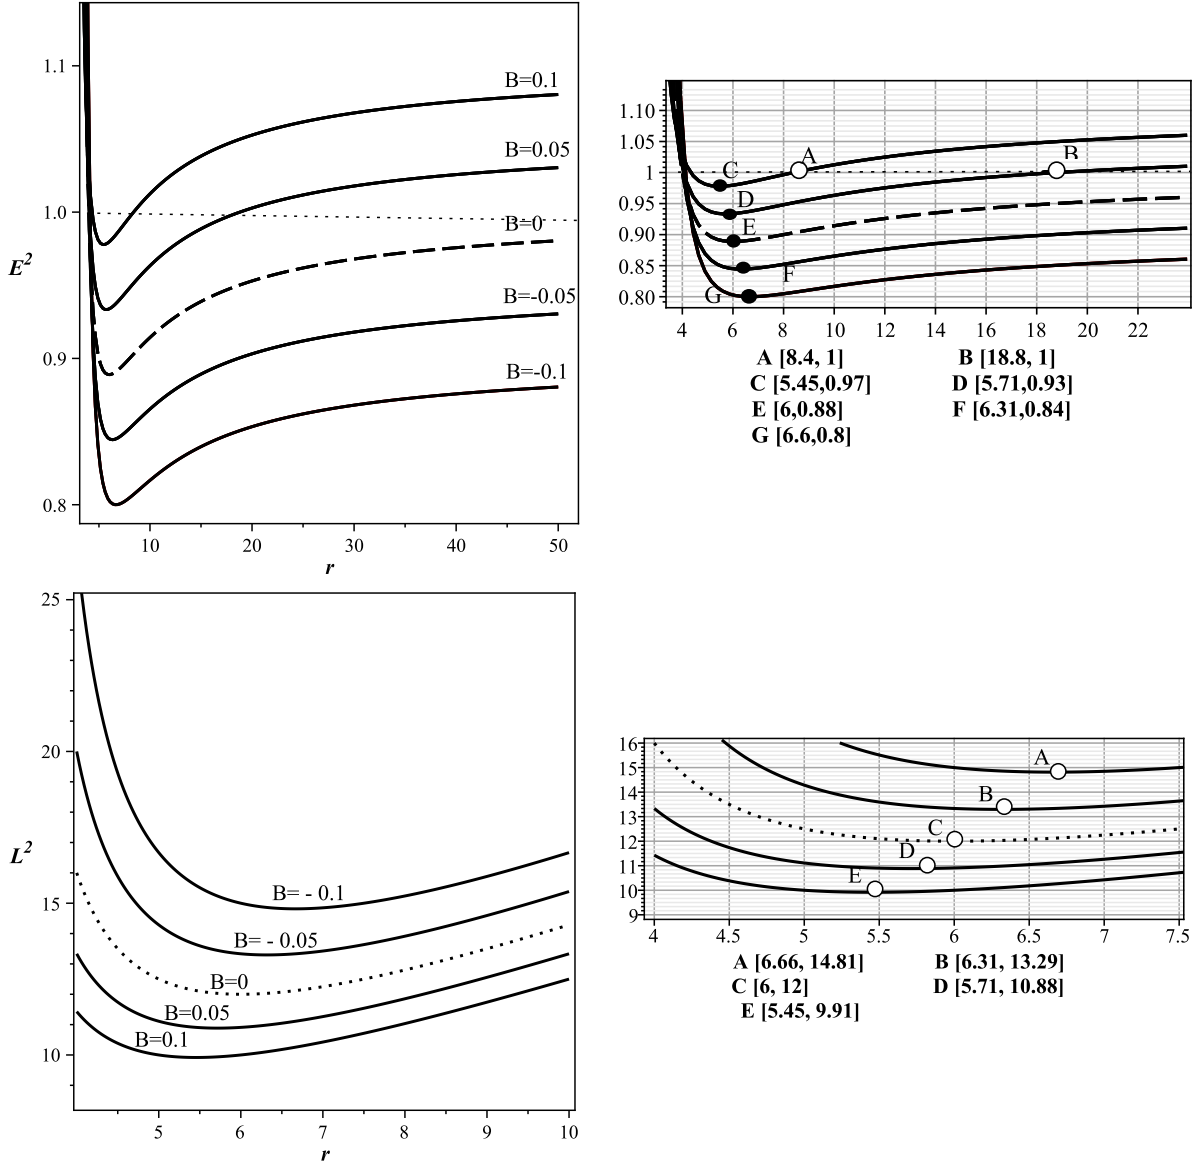 1.1
1.0
0.9
0.8
E²
B=0.1
B=0.05
B=0
B=-0.05
B=-0.1
10 20 30 40 50
r
1.10
1.05
1
0.95
0.90
0.85
0.80
A
B
C
D
E
F
G
4 6 8 10 12 14 16 18 20 22
A [8.4, 1] B [18.8, 1]
C [5.45,0.97] D [5.71,0.93]
E [6,0.88] F [6.31,0.84]
G [6.6,0.8]
25
20
15
10
L²
B= - 0.1
B= - 0.05
B=0
B=0.05
B=0.1
5 6 7 8 9 10
r
16
15
14
13
12
11
10
9
A
B
C
D
E
4 4.5 5 5.5 6 6.5 7 7.5
A [6.66, 14.81] B [6.31, 13.29]
C [6, 12] D [5.71, 10.88]
E [5.45, 9.91]